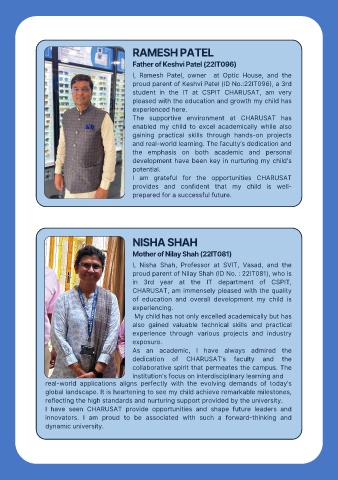 RAMESH PATEL
Father of Keshvi Patel (22IT096)
I, Ramesh Patel, owner at Optic House, and the
proud parent of Keshvi Patel (ID No.:22IT096), a 3rd
student in the IT at CSPIT CHARUSAT, am very
pleased with the education and growth my child has
experienced here.
The supportive environment at CHARUSAT has
enabled my child to excel academically while also
gaining practical skills through hands-on projects
and real-world learning. The faculty's dedication and
the emphasis on both academic and personal
development have been key in nurturing my child's
potential.
I am grateful for the opportunities CHARUSAT
provides and confident that my child is well-
prepared for a successful future.
NISHA SHAH
Mother of Nilay Shah (22IT081)
I, Nisha Shah, Professor at SVIT, Vasad, and the
proud parent of Nilay Shah (ID No. : 22IT081), who is
in 3rd year at the IT department of CSPIT,
CHARUSAT, am immensely pleased with the quality
of education and overall development my child is
experiencing.
My child has not only excelled academically but has
also gained valuable technical skills and practical
experience through various projects and industry
exposure.
As an academic, I have always admired the
dedication of CHARUSAT's faculty and the
collaborative spirit that permeates the campus. The
institution's focus on interdisciplinary learning and
real-world applications aligns perfectly with the evolving demands of today's
global landscape. It is heartening to see my child achieve remarkable milestones,
reflecting the high standards and nurturing support provided by the university.
I have seen CHARUSAT provide opportunities and shape future leaders and
innovators. I am proud to be associated with such a forward-thinking and
dynamic university.